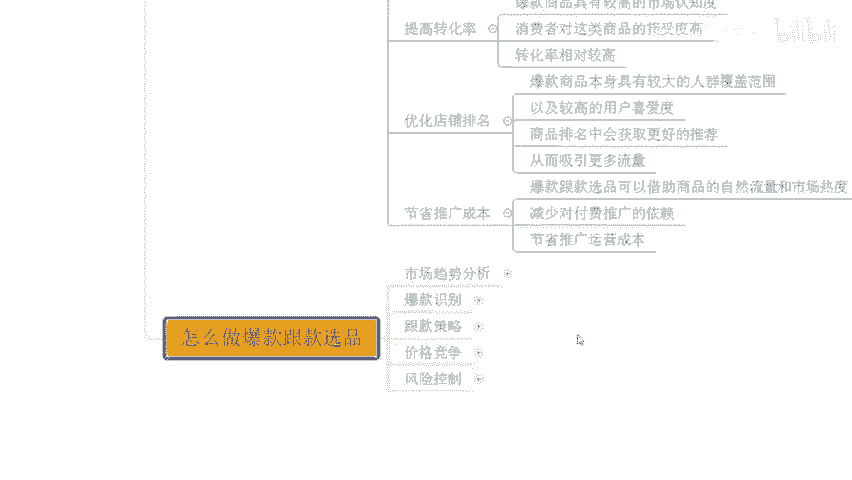 爆款商品具有较高的市场认知度
提高转化率
消费者对这类商品的接受度高
转化率相对较高
爆款商品本身具有较大的人群覆盖范围
优化店铺排名
以及较高的用户喜爱度
商品排名中会获取更好的推荐
从而吸引更多流量
爆款跟款选品可以借助商品的自然流量和市场热度
节省推广成本
减少对付费推广的依赖
节省推广运营成本
市场趋势分析
爆款识别
跟款策略
怎么做爆款跟款选品
价格竞争
风险控制
bilibili